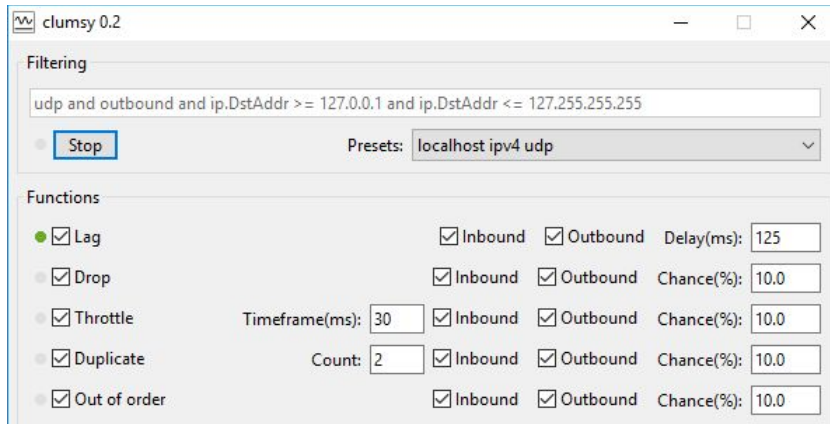 clumsy 0.2
Filtering
udp and outbound and ip.DstAddr >= 127.0.0.1 and ip.DstAddr <= 127.255.255.255
Stop Presets: localhost ipv4 udp
Functions
Lag Inbound Outbound Delay(ms): 125
Drop Inbound Outbound Chance(%): 10.0
Throttle Timeframe(ms): 30 Inbound Outbound Chance(%): 10.0
Duplicate Count: 2 Inbound Outbound Chance(%): 10.0
Out of order Inbound Outbound Chance(%): 10.0